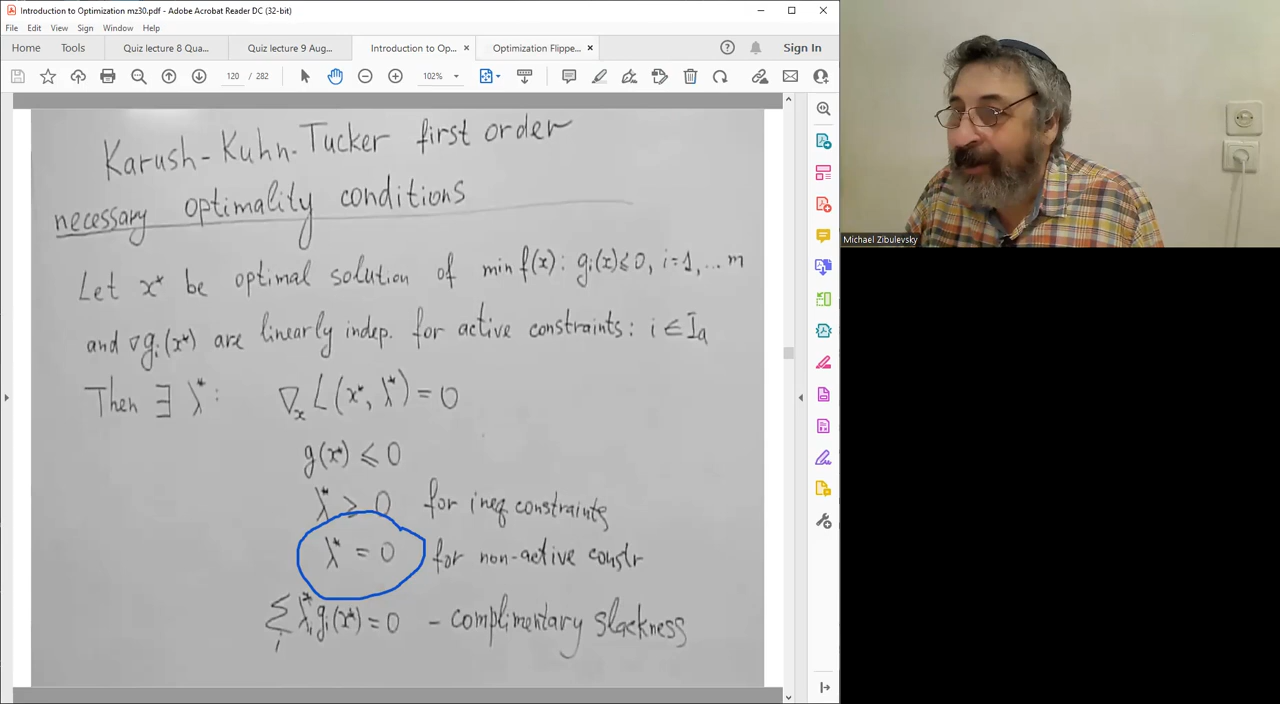 Introduction to Optimization mz30.pdf - Adobe Acrobat Reader DC (32-bit)
File Edit View Sign Window Help
Home Tools Quiz lecture 8 Qua... Quiz lecture 9 Aug... Introduction to Op... × Optimization Flippe... × Sign In
120 / 282 102%
Karush-Kuhn-Tucker first order
necessary optimality conditions
Let x* be optimal solution of min f(x): gᵢ(x)≤0, i=1,...m
and ∇gᵢ(x*) are linearly indep. for active constraints: i ∈ Iₐ
Then ∃ λ*: ∇ₓL(x*, λ*) = 0
g(x*) ≤ 0
λ* ≥ 0 for ineq constraints
λ* = 0 for non-active constr
∑ᵢ λᵢ* gᵢ(x*) = 0 - complimentary slackness
Michael Zibulevsky